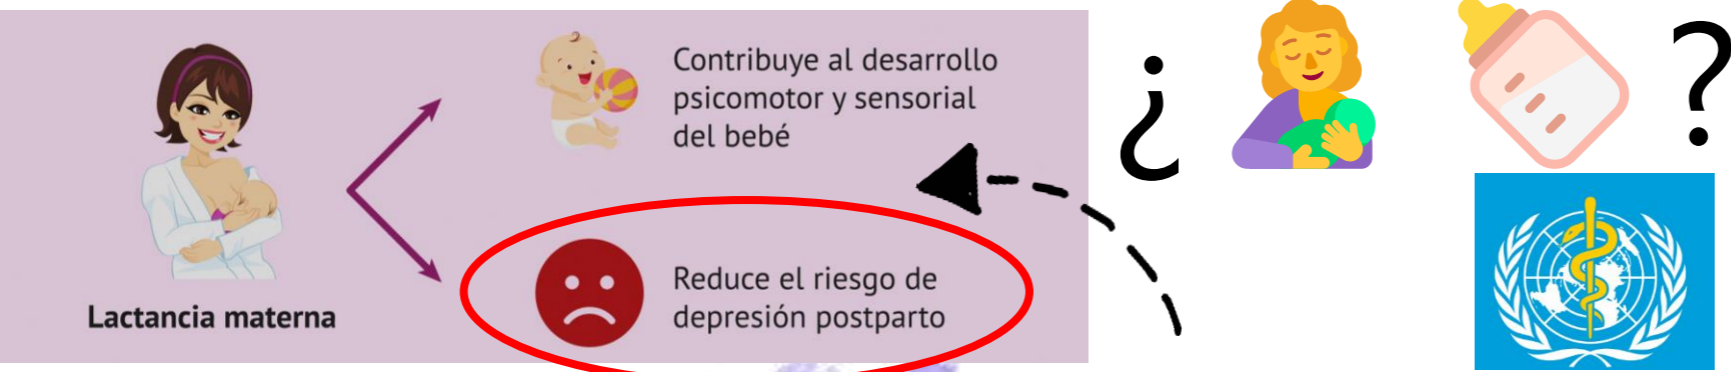 Contribuye al desarrollo
psicomotor y sensorial
del bebé
Reduce el riesgo de
depresión postparto
Lactancia materna
¿ ?